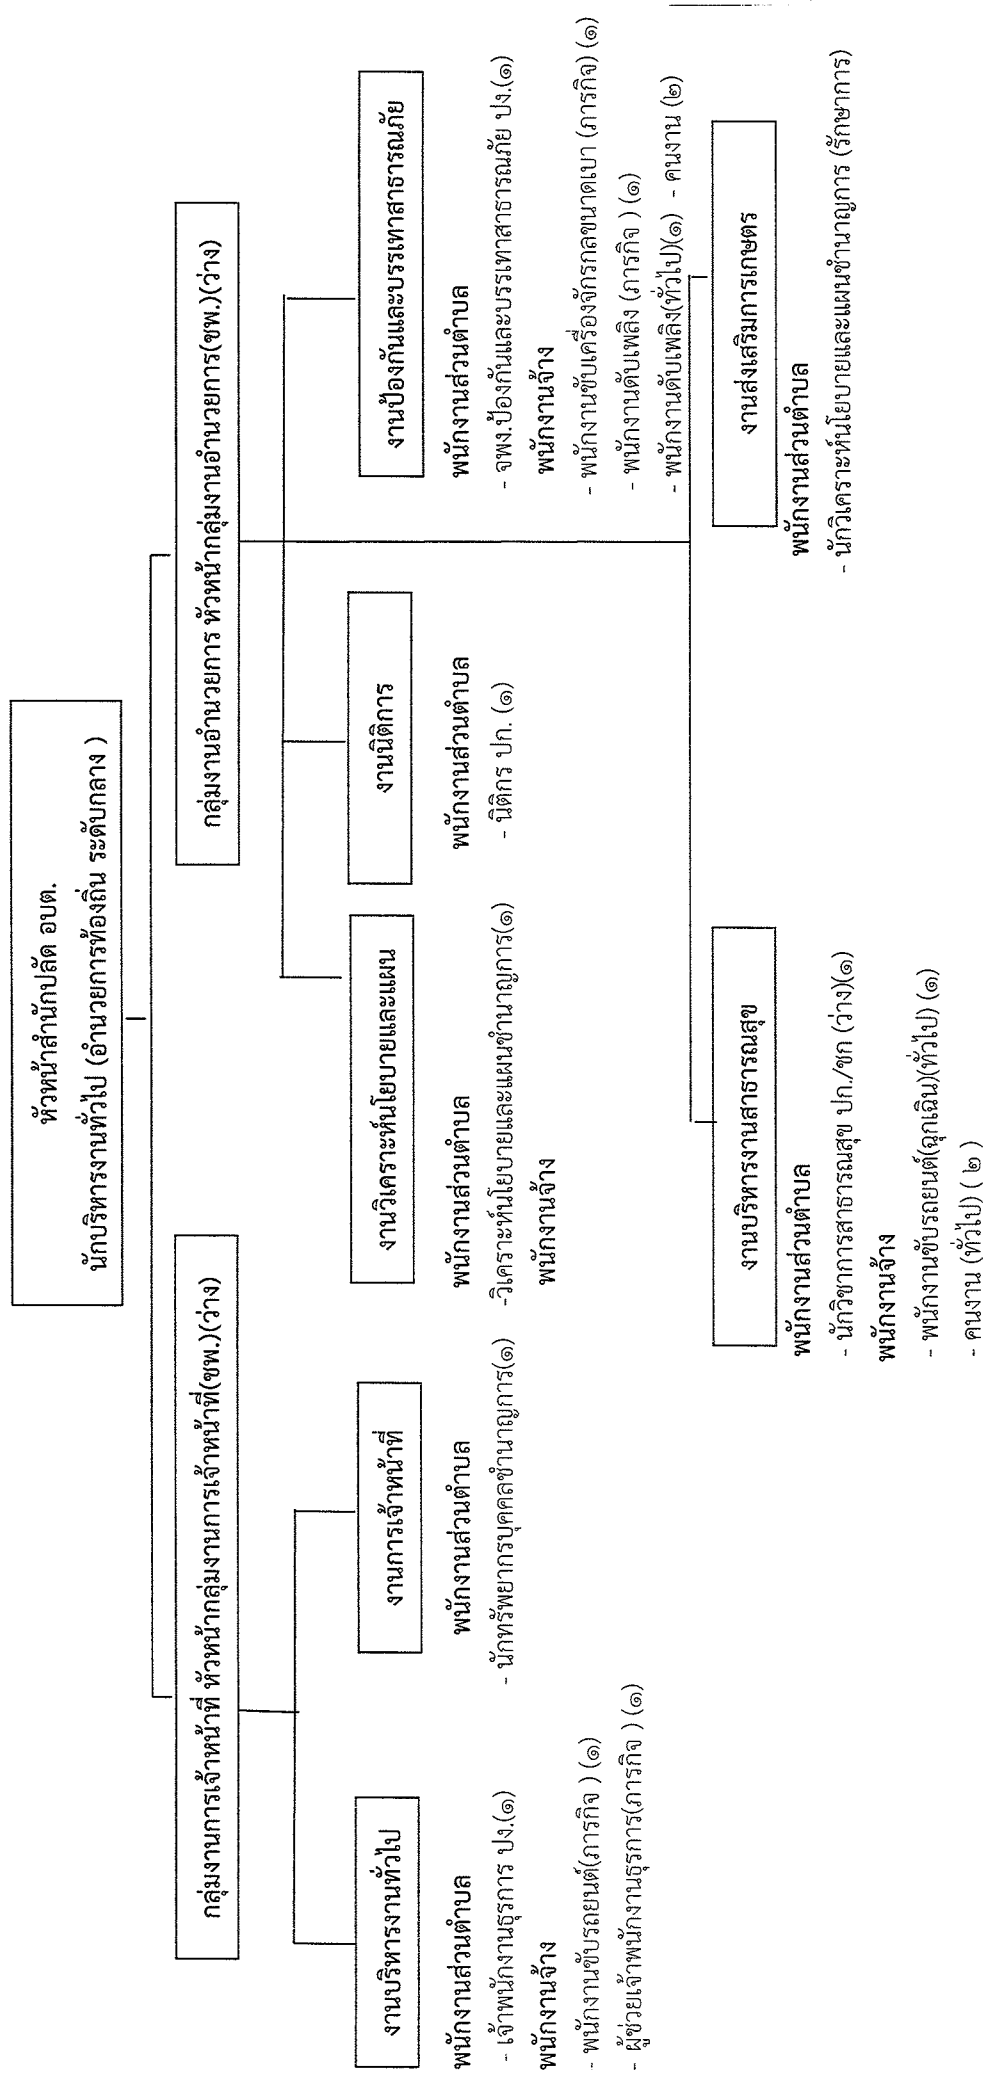 หัวหน้าสำนักปลัด อบต.
นักบริหารงานทั่วไป (อำนวยการท้องถิ่น ระดับกลาง )
กลุ่มงานการเจ้าหน้าที่ หัวหน้ากลุ่มงานการเจ้าหน้าที่(ชพ.)(ว่าง)
กลุ่มงานอำนวยการ หัวหน้ากลุ่มงานอำนวยการ(ชพ.)(ว่าง)
งานบริหารงานทั่วไป
พนักงานส่วนตำบล
- เจ้าพนักงานธุรการ ปง.(๑)
พนักงานจ้าง
- พนักงานขับรถยนต์(ภารกิจ ) (๑)
- ผู้ช่วยเจ้าพนักงานธุรการ(ภารกิจ ) (๑)
งานการเจ้าหน้าที่
พนักงานส่วนตำบล
- นักทรัพยากรบุคคลชำนาญการ(๑)
งานวิเคราะห์นโยบายและแผน
พนักงานส่วนตำบล
-วิเคราะห์นโยบายและแผนชำนาญการ(๑)
พนักงานจ้าง
งานนิติการ
พนักงานส่วนตำบล
- นิติกร ปก. (๑)
งานป้องกันและบรรเทาสาธารณภัย
พนักงานส่วนตำบล
- จพง.ป้องกันและบรรเทาสาธารณภัย ปง.(๑)
พนักงานจ้าง
- พนักงานขับเครื่องจักรกลขนาดเบา (ภารกิจ) (๑)
- พนักงานดับเพลิง (ภารกิจ ) (๑)
- พนักงานดับเพลิง(ทั่วไป)(๑) - คนงาน (๒)
งานบริหารงานสาธารณสุข
พนักงานส่วนตำบล
- นักวิชาการสาธารณสุข ปก./ชก (ว่าง)(๑)
พนักงานจ้าง
- พนักงานขับรถยนต์(ฉุกเฉิน)(ทั่วไป) (๑)
- คนงาน (ทั่วไป) ( ๒ )
งานส่งเสริมการเกษตร
พนักงานส่วนตำบล
- นักวิเคราะห์นโยบายและแผนชำนาญการ (รักษาการ)